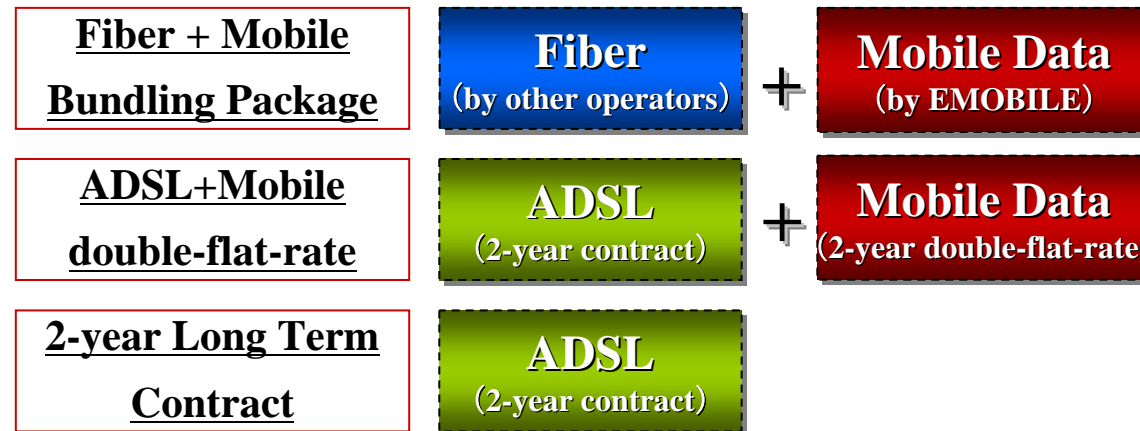 Fiber + Mobile
Bundling Package
Fiber
（by other operators）
+
Mobile Data
（by EMOBILE）
ADSL+Mobile
double-flat-rate
ADSL
（2-year contract）
+
Mobile Data
（2-year double-flat-rate
2-year Long Term
Contract
ADSL
（2-year contract）